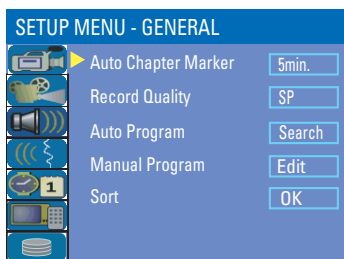 SETUP MENU - GENERAL
Auto Chapter Marker 5min.
Record Quality SP
Auto Program Search
Manual Program Edit
Sort OK
1